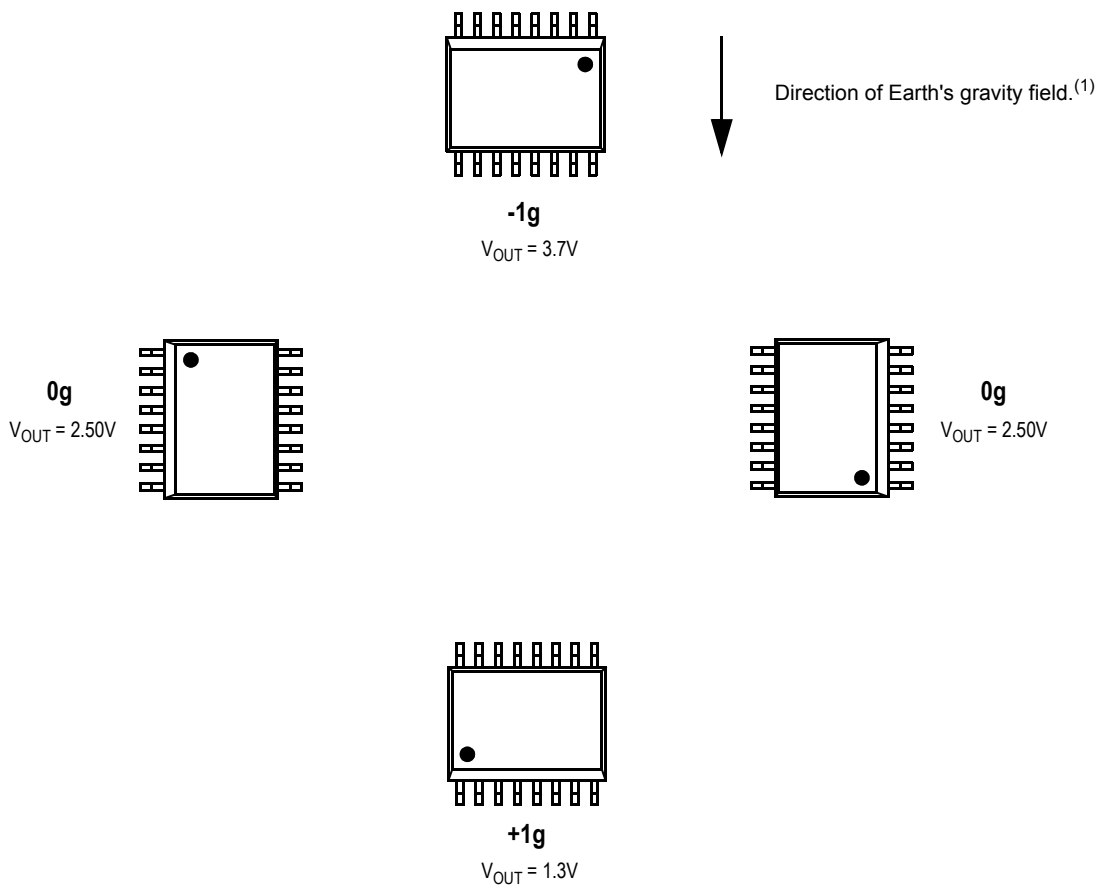 Direction of Earth's gravity field.(1)
-1g
VOUT = 3.7V
0g
VOUT = 2.50V
0g
VOUT = 2.50V
+1g
VOUT = 1.3V